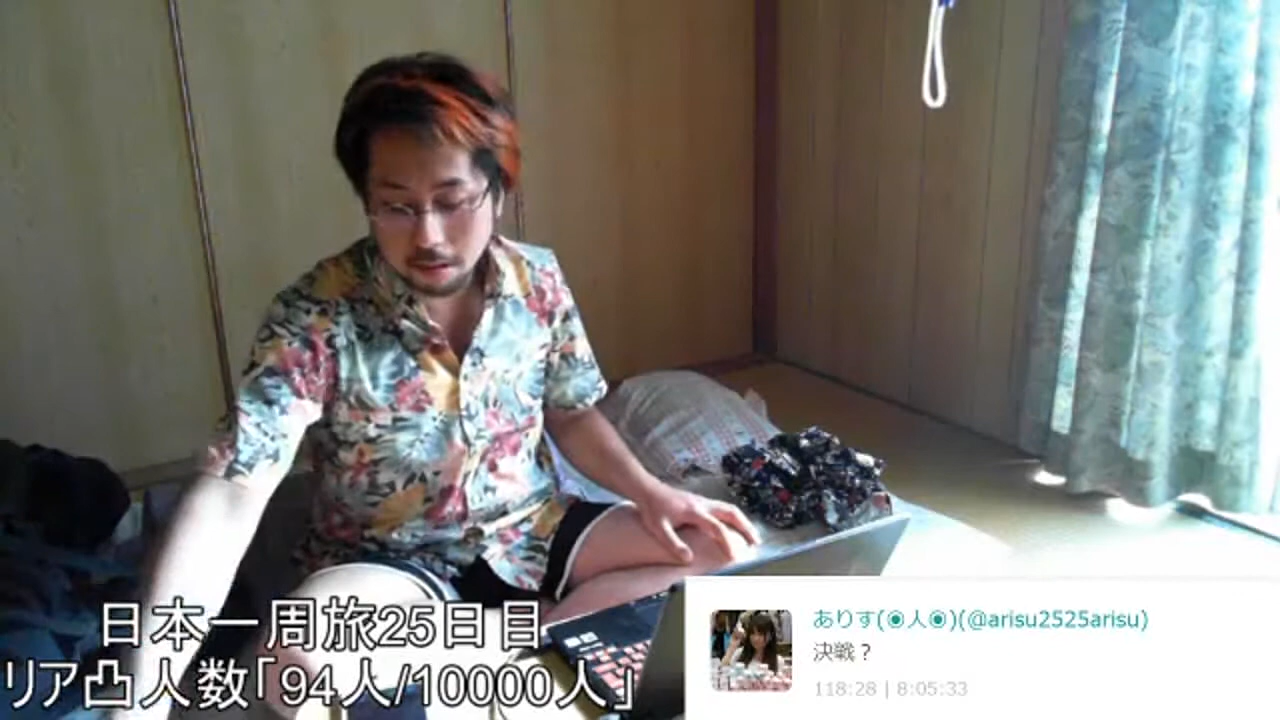 日本一周旅25日目
リア凸人数「94人/10000人」
ありす(◉人◉)(@arisu2525arisu)
決戦？
118:28 | 8:05:33